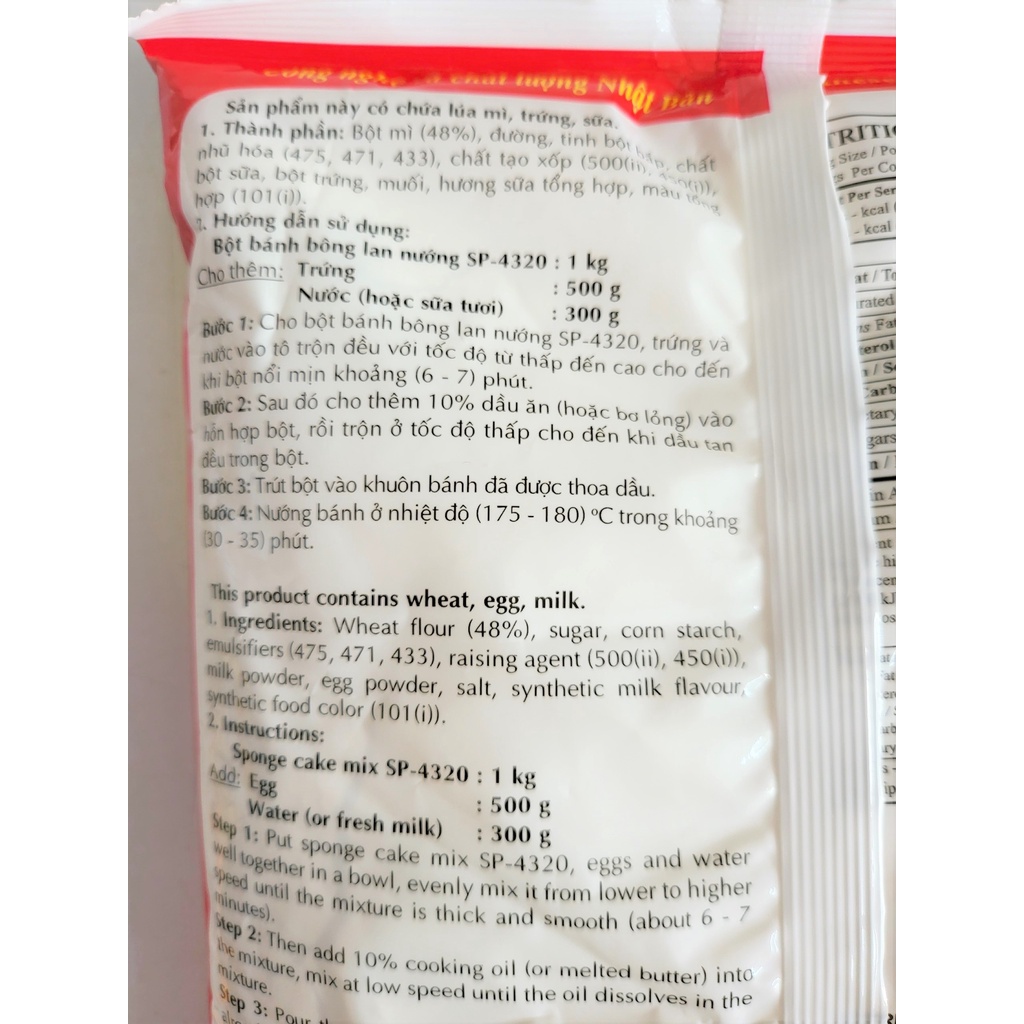 chất lượng Nhật Bản
Sản phẩm này có chứa lúa mì, trứng, sữa.
1. Thành phần: Bột mì (48%), đường, tinh bột bắp, chất
nhũ hóa (475, 471, 433), chất tạo xốp (500(ii), 450(i)),
bột sữa, bột trứng, muối, hương sữa tổng hợp, màu tổng
hợp (101(i)).
2. Hướng dẫn sử dụng:
Bột bánh bông lan nướng SP-4320 : 1 kg
Cho thêm: Trứng : 500 g
Nước (hoặc sữa tươi) : 300 g
Bước 1: Cho bột bánh bông lan nướng SP-4320, trứng và
nước vào tô trộn đều với tốc độ từ thấp đến cao cho đến
khi bột nổi mịn khoảng (6 - 7) phút.
Bước 2: Sau đó cho thêm 10% dầu ăn (hoặc bơ lỏng) vào
hỗn hợp bột, rồi trộn ở tốc độ thấp cho đến khi dầu tan
đều trong bột.
Bước 3: Trút bột vào khuôn bánh đã được thoa dầu.
Bước 4: Nướng bánh ở nhiệt độ (175 - 180) ºC trong khoảng
(30 - 35) phút.
This product contains wheat, egg, milk.
1. Ingredients: Wheat flour (48%), sugar, corn starch,
emulsifiers (475, 471, 433), raising agent (500(ii), 450(i)),
milk powder, egg powder, salt, synthetic milk flavour,
synthetic food color (101(i)).
2. Instructions:
Sponge cake mix SP-4320 : 1 kg
Add: Egg : 500 g
Water (or fresh milk) : 300 g
Step 1: Put sponge cake mix SP-4320, eggs and water
well together in a bowl, evenly mix it from lower to higher
speed until the mixture is thick and smooth (about 6 - 7
minutes).
Step 2: Then add 10% cooking oil (or melted butter) into
the mixture, mix at low speed until the oil dissolves in the
mixture.
Step 3: Pour
Size / Po
Per Co
Per Ser
- kcal
- kcal